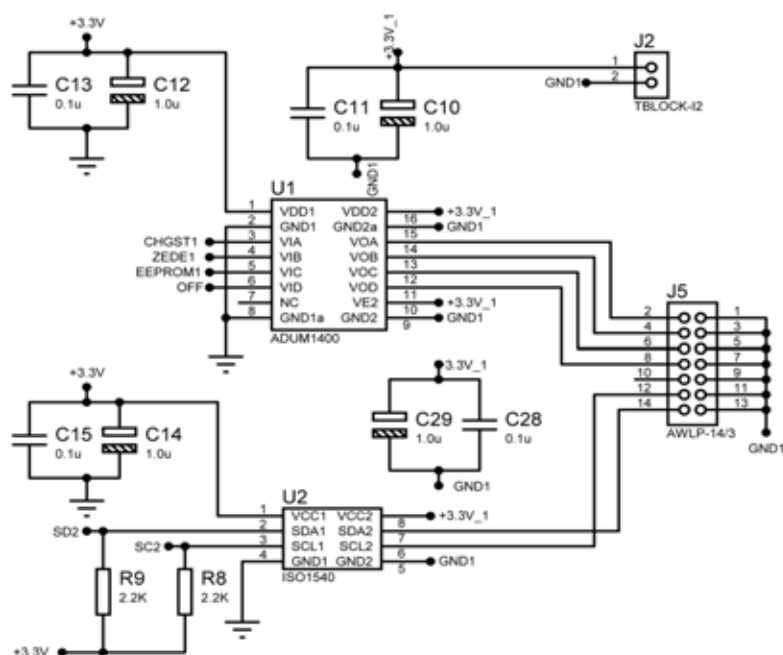 +3.3V
C13
0.1u
C12
1.0u
+3.3V_1
C11
0.1u
C10
1.0u
GND1
J2
1
GND1 2
TBLOCK-I2
U1
1 VDD1 VDD2 16 +3.3V_1
2 GND1 GND2a 15 GND1
CHGST1 3 VIA VOA 14
ZEDE1 4 VIB VOB 13
EEPROM1 5 VIC VOC 12
OFF 6 VID VOD 11
7 NC VE2 10 +3.3V_1
8 GND1a GND2 9 GND1
ADUM1400
J5
2 1
4 3
6 5
8 7
10 9
12 11
14 13
AWLP-14/3
GND1
+3.3V
C15
0.1u
C14
1.0u
3.3V_1
C29
1.0u
C28
0.1u
GND1
U2
1 VCC1 VCC2 8 +3.3V_1
SD2 2 SDA1 SDA2 7
SC2 3 SCL1 SCL2 6
4 GND1 GND2 5 GND1
ISO1540
R9
2.2K
R8
2.2K
+3.3V